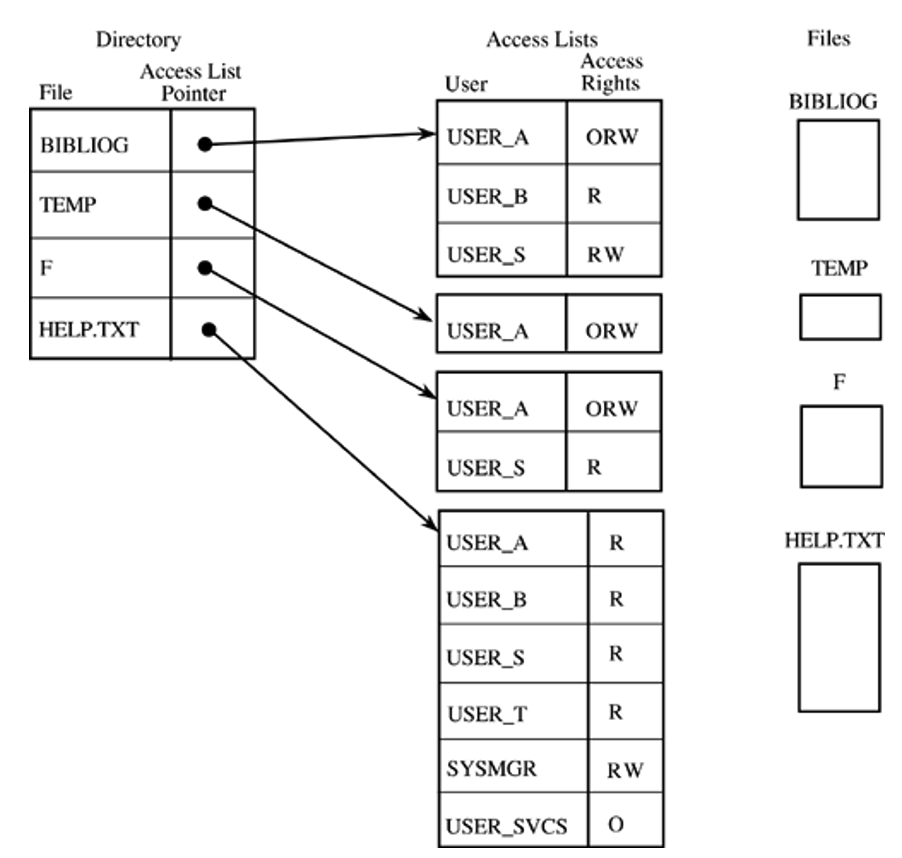 Directory
File
Access List
Pointer
BIBLIOG
TEMP
F
HELP.TXT
Access Lists
User
Access
Rights
USER_A ORW
USER_B R
USER_S RW
USER_A ORW
USER_A ORW
USER_S R
USER_A R
USER_B R
USER_S R
USER_T R
SYSMGR RW
USER_SVCS O
Files
BIBLIOG
TEMP
F
HELP.TXT